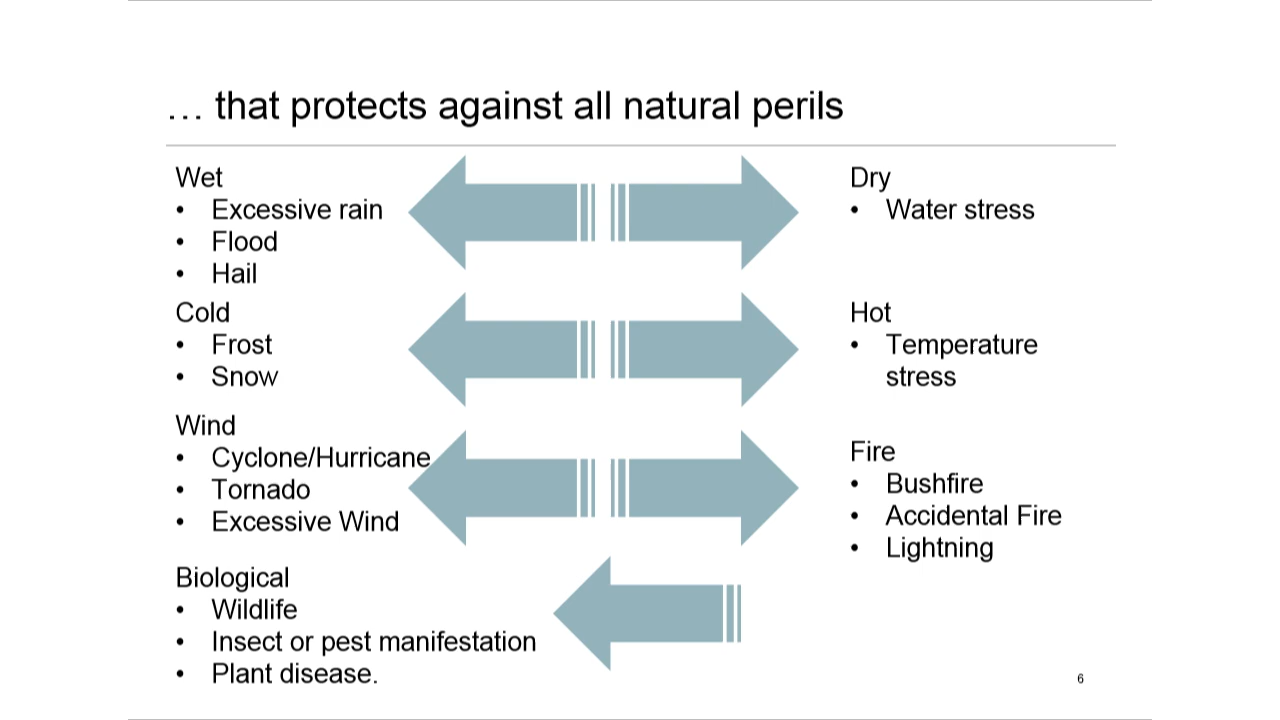 … that protects against all natural perils
Wet
• Excessive rain
• Flood
• Hail
Dry
• Water stress
Cold
• Frost
• Snow
Hot
• Temperature
stress
Wind
• Cyclone/Hurricane
• Tornado
• Excessive Wind
Fire
• Bushfire
• Accidental Fire
• Lightning
Biological
• Wildlife
• Insect or pest manifestation
• Plant disease.
6